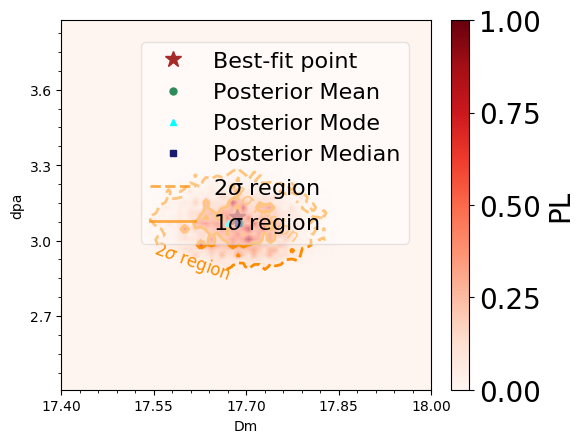 Best-fit point
Posterior Mean
Posterior Mode
Posterior Median
2σ region
1σ region
2σ region
3.6
3.3
3.0
2.7
dpa
17.40
17.55
17.70
17.85
18.00
Dm
1.00
0.75
0.50
0.25
0.00
PL